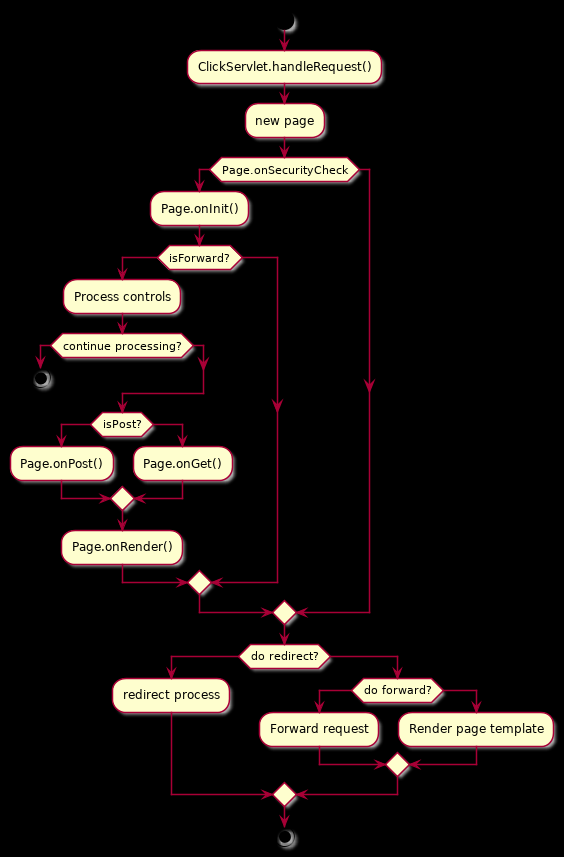 ClickServlet.handleRequest()
new page
Page.onSecurityCheck
Page.onInit()
isForward?
Process controls
continue processing?
isPost?
Page.onPost()
Page.onGet()
Page.onRender()
do redirect?
redirect process
do forward?
Forward request
Render page template